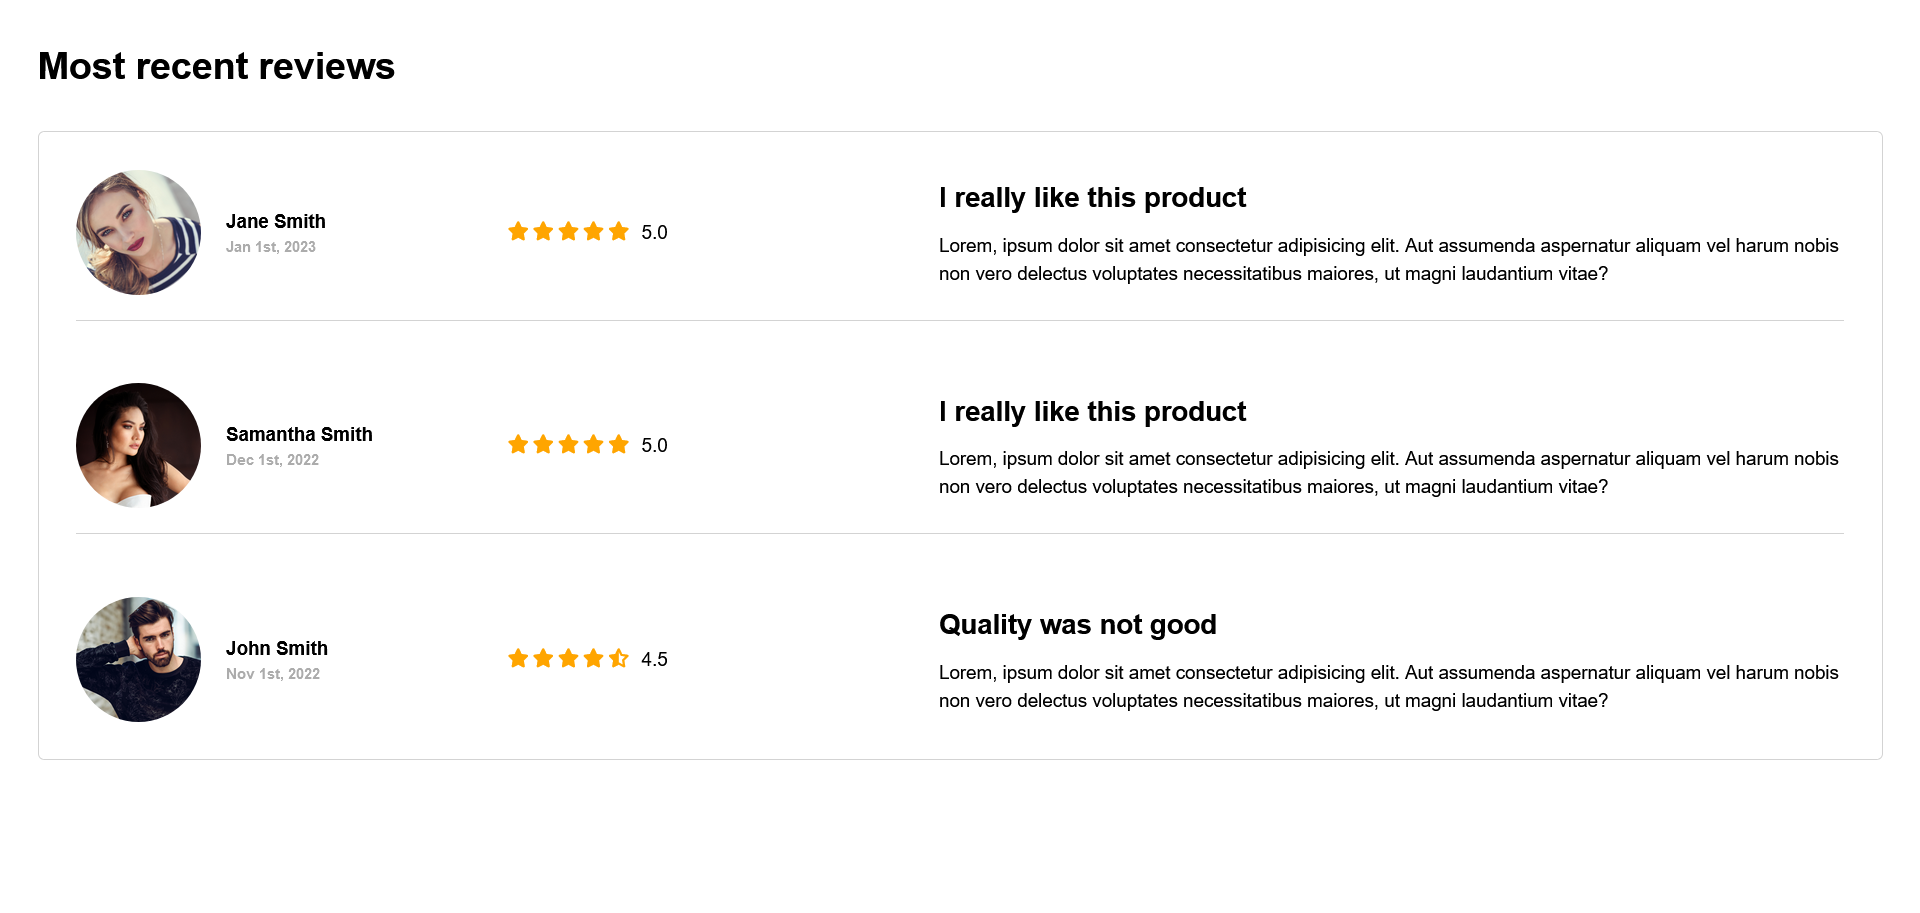 Most recent reviews
Jane Smith
Jan 1st, 2023
5.0
I really like this product
Lorem, ipsum dolor sit amet consectetur adipisicing elit. Aut assumenda aspernatur aliquam vel harum nobis
non vero delectus voluptates necessitatibus maiores, ut magni laudantium vitae?
Samantha Smith
Dec 1st, 2022
5.0
I really like this product
Lorem, ipsum dolor sit amet consectetur adipisicing elit. Aut assumenda aspernatur aliquam vel harum nobis
non vero delectus voluptates necessitatibus maiores, ut magni laudantium vitae?
John Smith
Nov 1st, 2022
4.5
Quality was not good
Lorem, ipsum dolor sit amet consectetur adipisicing elit. Aut assumenda aspernatur aliquam vel harum nobis
non vero delectus voluptates necessitatibus maiores, ut magni laudantium vitae?